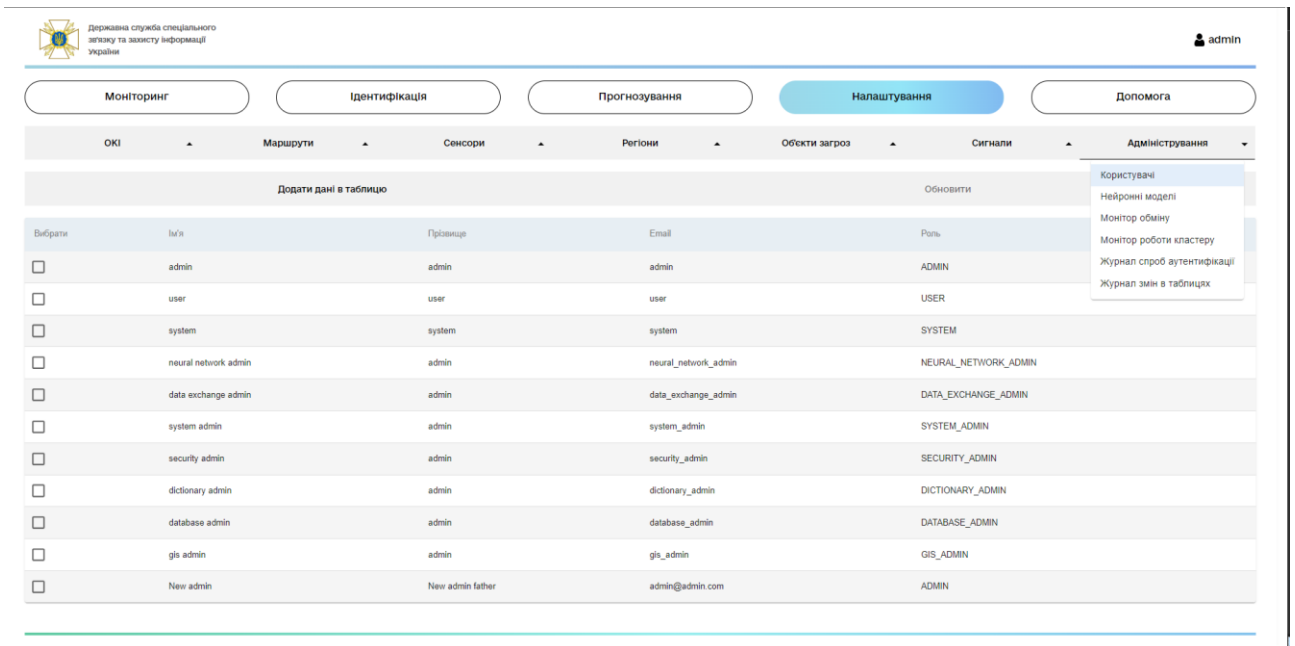 Державна служба спеціального
зв'язку та захисту інформації
України
admin
Моніторинг Ідентифікація Прогнозування Налаштування Допомога
ОКІ Маршрути Сенсори Регіони Об'єкти загроз Сигнали Адміністрування
Користувачі
Нейронні моделі
Монітор обміну
Монітор роботи кластеру
Журнал спроб аутентифікації
Журнал змін в таблицях
Додати дані в таблицю Обновити
Вибрати Ім'я Прізвище Email Роль
admin admin admin ADMIN
user user user USER
system system system SYSTEM
neural network admin admin neural_network_admin NEURAL_NETWORK_ADMIN
data exchange admin admin data_exchange_admin DATA_EXCHANGE_ADMIN
system admin admin system_admin SYSTEM_ADMIN
security admin admin security_admin SECURITY_ADMIN
dictionary admin admin dictionary_admin DICTIONARY_ADMIN
database admin admin database_admin DATABASE_ADMIN
gis admin admin gis_admin GIS_ADMIN
New admin New admin father admin@admin.com ADMIN